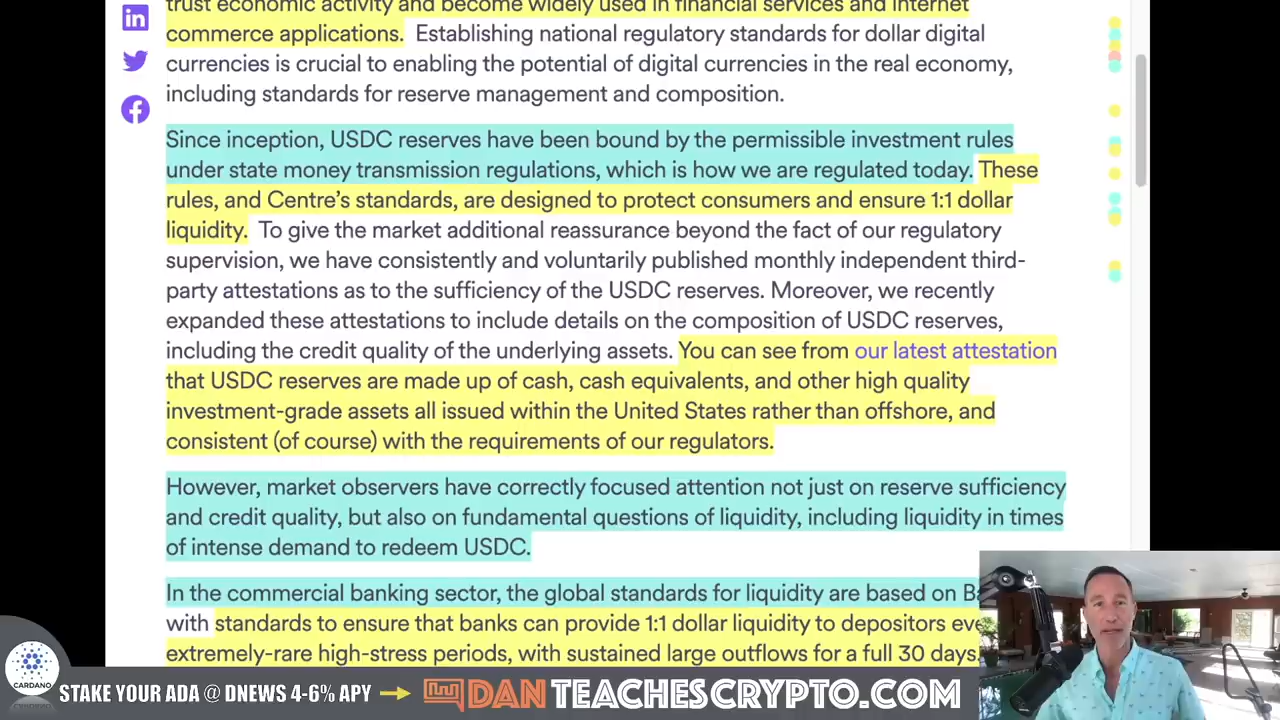 trust economic activity and become widely used in financial services and internet
commerce applications. Establishing national regulatory standards for dollar digital
currencies is crucial to enabling the potential of digital currencies in the real economy,
including standards for reserve management and composition.
Since inception, USDC reserves have been bound by the permissible investment rules
under state money transmission regulations, which is how we are regulated today. These
rules, and Centre’s standards, are designed to protect consumers and ensure 1:1 dollar
liquidity. To give the market additional reassurance beyond the fact of our regulatory
supervision, we have consistently and voluntarily published monthly independent third-
party attestations as to the sufficiency of the USDC reserves. Moreover, we recently
expanded these attestations to include details on the composition of USDC reserves,
including the credit quality of the underlying assets. You can see from our latest attestation
that USDC reserves are made up of cash, cash equivalents, and other high quality
investment-grade assets all issued within the United States rather than offshore, and
consistent (of course) with the requirements of our regulators.
However, market observers have correctly focused attention not just on reserve sufficiency
and credit quality, but also on fundamental questions of liquidity, including liquidity in times
of intense demand to redeem USDC.
In the commercial banking sector, the global standards for liquidity are based on
with standards to ensure that banks can provide 1:1 dollar liquidity to depositors
extremely-rare high-stress periods, with sustained large outflows for a full 30 days.
in
CARDANO
STAKE YOUR ADA @ DNEWS 4-6% APY
DANTEACHESCRYPTO.COM